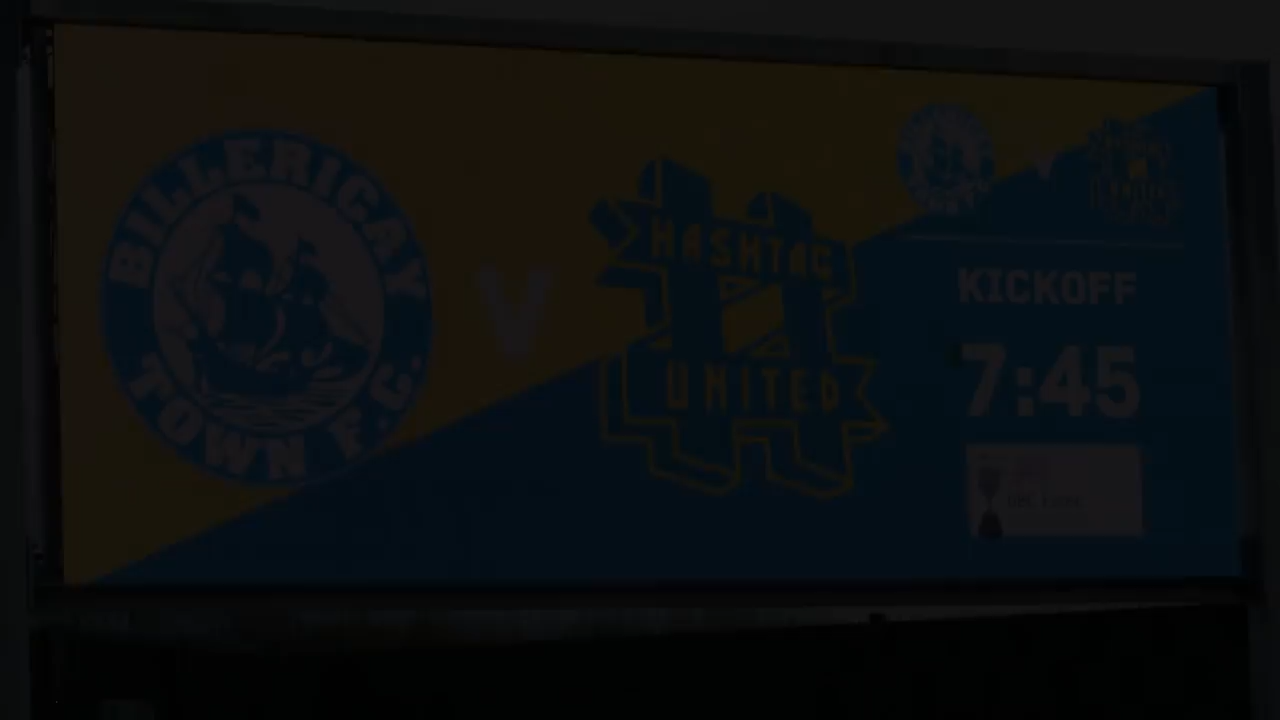 BILLERICAY
TOWN F.C.
V
HASHTAG
UNITED
V
KICKOFF
7:45